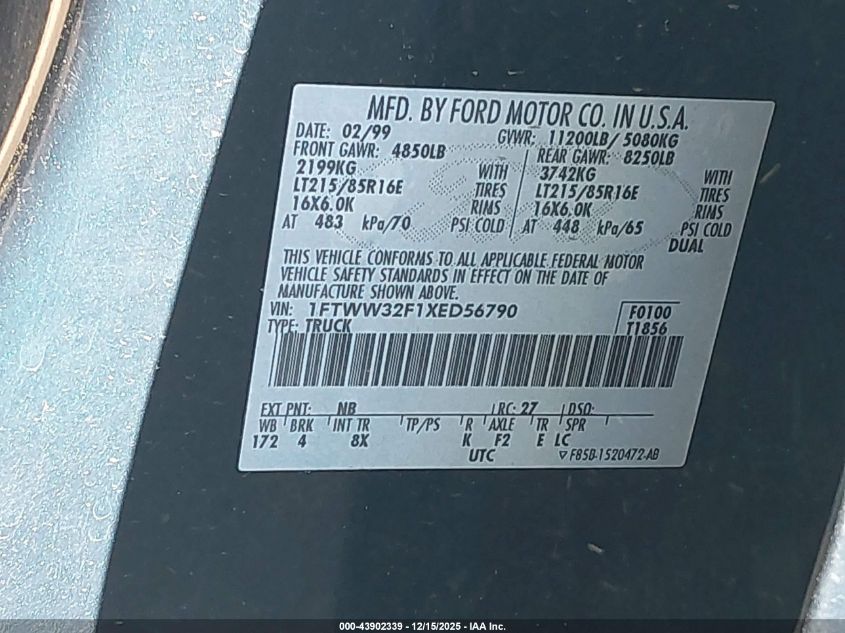 MFD. BY FORD MOTOR CO. IN U.S.A.
DATE: 02/99 GVWR: 11200LB/ 5080KG
FRONT GAWR: 4850LB REAR GAWR: 8250LB
2199KG WITH 3742KG WITH
LT215/85R16E TIRES LT215/85R16E TIRES
16X6.0K RIMS 16X6.0K RIMS
AT 483 kPa/70 PSI COLD AT 448 kPa/65 PSI COLD
DUAL
THIS VEHICLE CONFORMS TO ALL APPLICABLE FEDERAL MOTOR
VEHICLE SAFETY STANDARDS IN EFFECT ON THE DATE OF
MANUFACTURE SHOWN ABOVE.
VIN: 1FTWW32F1XED56790 F0100
TYPE: TRUCK T1856
EXT PNT: NB RC: 27 DSO:
WB BRK INT TR TP/PS R AXLE TR SPR
172 4 8X K F2 E LC
UTC ▽ F85B-1520472-AB
000-43902339 - 12/15/2025 - IAA Inc.